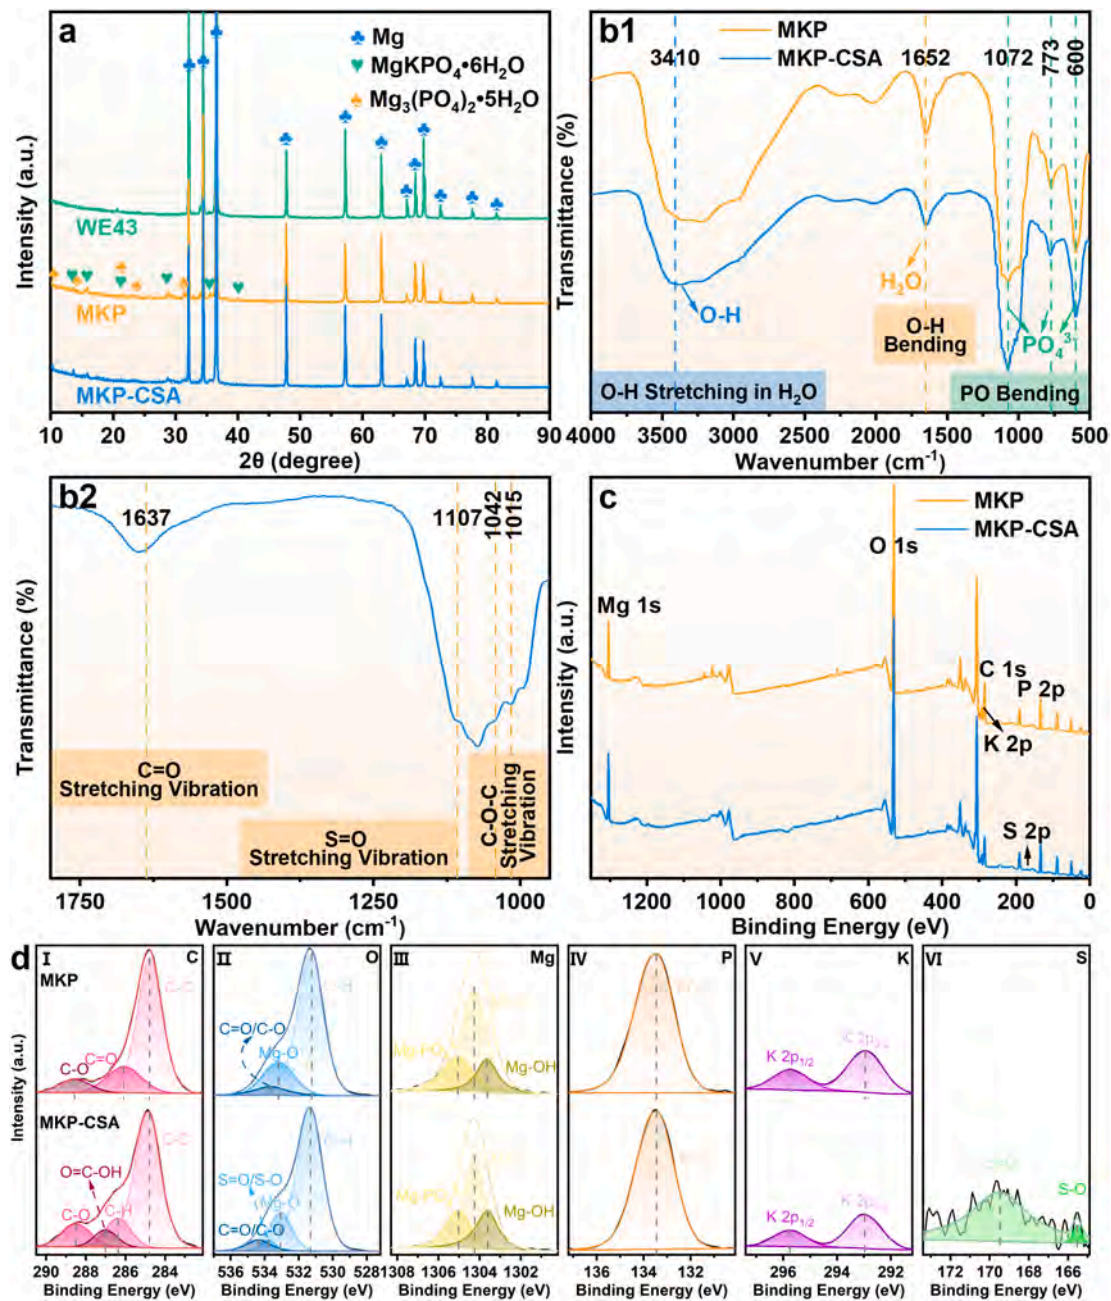 a
Mg
MgKPO₄•6H₂O
Mg₃(PO₄)₂•5H₂O
WE43
MKP
MKP-CSA
Intensity (a.u.)
10 20 30 40 50 60 70 80 90
2θ (degree)
b1
MKP
MKP-CSA
3410
1652
1072
773
600
O-H
H₂O
PO₄³⁻
O-H
Bending
O-H Stretching in H₂O
PO Bending
Transmittance (%)
4000 3500 3000 2500 2000 1500 1000 500
Wavenumber (cm⁻¹)
b2
1637
1107
1042
1015
C=O
Stretching Vibration
S=O
Stretching Vibration
C-O-C
Stretching
Vibration
Transmittance (%)
1750 1500 1250 1000
Wavenumber (cm⁻¹)
c
MKP
MKP-CSA
O 1s
Mg 1s
C 1s
P 2p
K 2p
S 2p
Intensity (a.u.)
1200 1000 800 600 400 200 0
Binding Energy (eV)
d
I C
MKP
C-C
C=O
C-O
MKP-CSA
C-C
O=C-OH
C-O
C-H
Intensity (a.u.)
290 288 286 284 282
Binding Energy (eV)
II O
C=O/C-O
Mg-O
S=O/S-O
Mg-O
C=O/C-O
536 534 532 530 528
Binding Energy (eV)
III Mg
Mg-OH
Mg-OH
1308 1306 1304 1302
Binding Energy (eV)
IV P
136 134 132
Binding Energy (eV)
V K
K 2p₁/₂
K 2p₃/₂
K 2p₁/₂
K 2p₃/₂
296 294 292
Binding Energy (eV)
VI S
S=O
S-O
172 170 168 166
Binding Energy (eV)